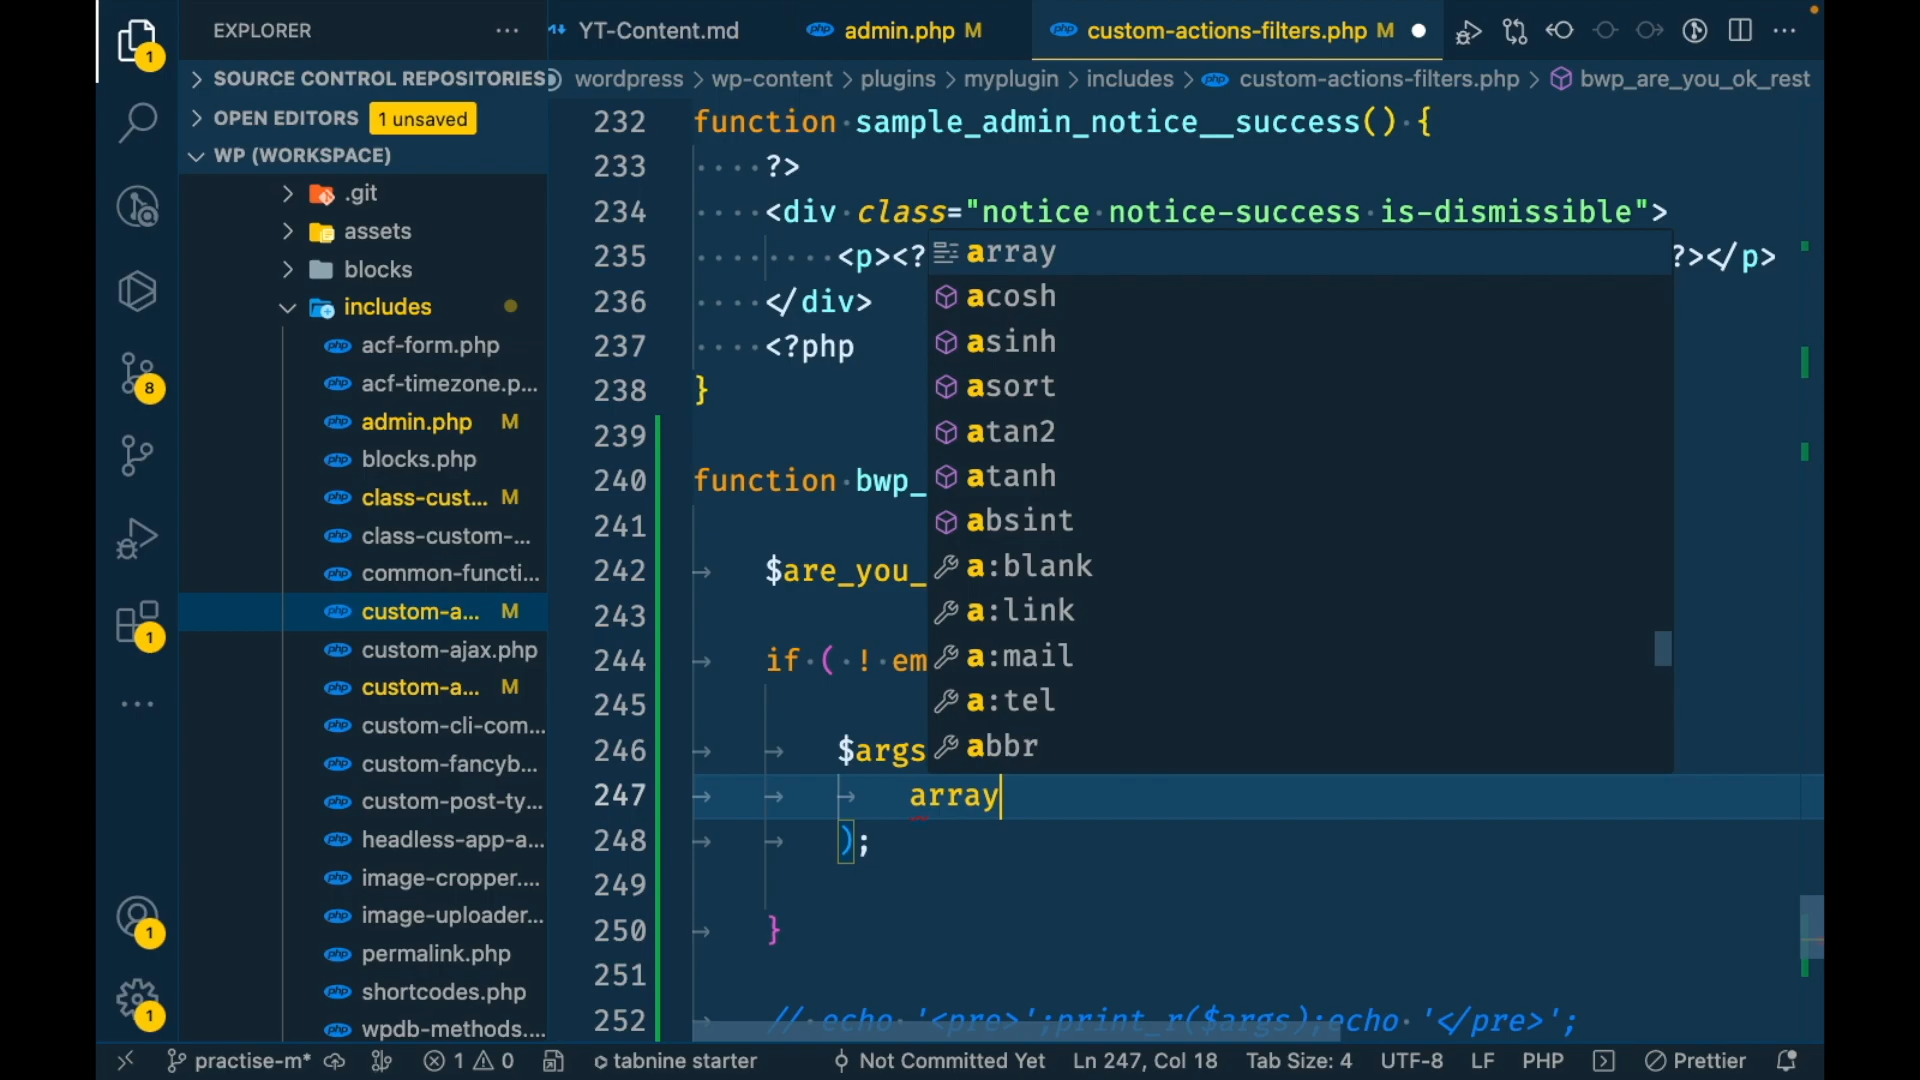 1
EXPLORER
YT-Content.md
admin.php M
custom-actions-filters.php M
SOURCE CONTROL REPOSITORIES
wordpress > wp-content > plugins > myplugin > includes > custom-actions-filters.php > bwp_are_you_ok_rest
OPEN EDITORS 1 unsaved
WP (WORKSPACE)
.git
assets
blocks
includes
acf-form.php
acf-timezone.p...
admin.php M
blocks.php
class-cust... M
class-custom-...
common-functi...
custom-a... M
custom-ajax.php
custom-a... M
custom-cli-com...
custom-fancyb...
custom-post-ty...
headless-app-a...
image-cropper....
image-uploader...
permalink.php
shortcodes.php
wpdb-methods....
8
1
1
1
232 function sample_admin_notice__success() {
233 ?>
234 <div class="notice notice-success is-dismissible">
235 <p><? ?></p>
236 </div>
237 <?php
238 }
239
240 function bwp_
241
242 $are_you_
243
244 if ( ! em
245
246 $args
247 array
248 );
249
250 }
251
252 // echo '<pre>';print_r($args);echo '</pre>';
array
acosh
asinh
asort
atan2
atanh
absint
a:blank
a:link
a:mail
a:tel
abbr
practise-m* 1 0 tabnine starter Not Committed Yet Ln 247, Col 18 Tab Size: 4 UTF-8 LF PHP Prettier